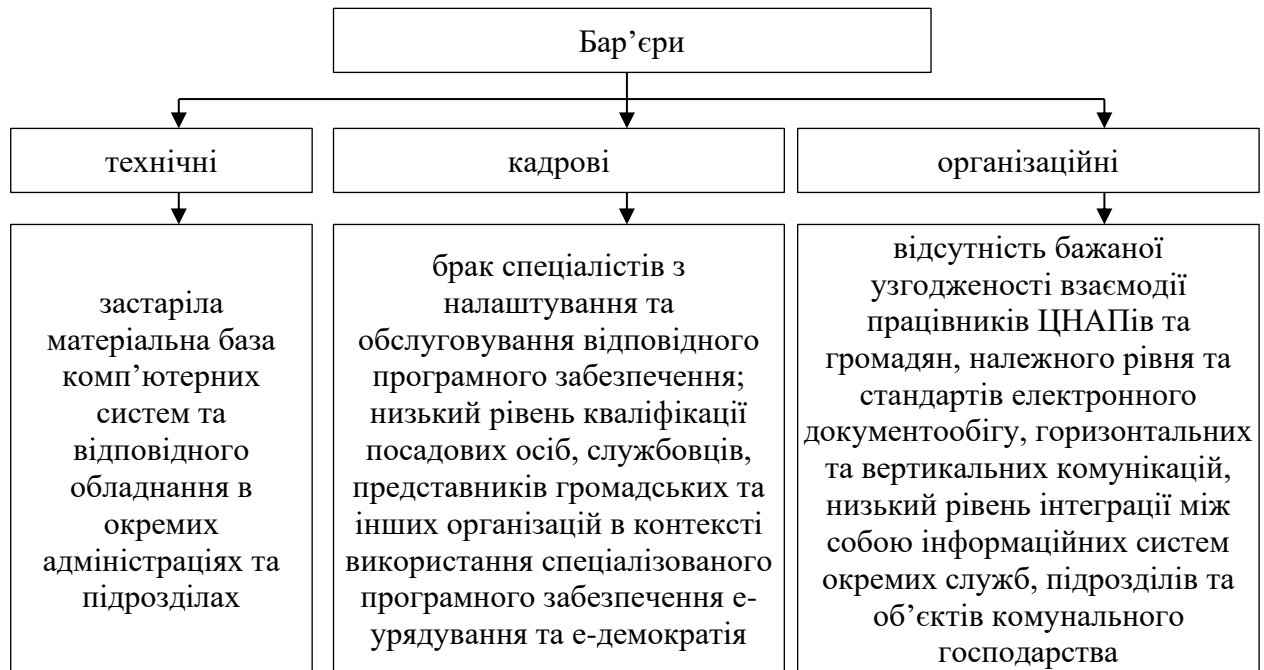 Бар’єри
технічні
кадрові
організаційні
застаріла
матеріальна база
комп’ютерних
систем та
відповідного
обладнання в
окремих
адміністраціях та
підрозділах
брак спеціалістів з
налаштування та
обслуговування відповідного
програмного забезпечення;
низький рівень кваліфікації
посадових осіб, службовців,
представників громадських та
інших організацій в контексті
використання спеціалізованого
програмного забезпечення е-
урядування та е-демократія
відсутність бажаної
узгодженості взаємодії
працівників ЦНАПів та
громадян, належного рівня та
стандартів електронного
документообігу, горизонтальних
та вертикальних комунікацій,
низький рівень інтеграції між
собою інформаційних систем
окремих служб, підрозділів та
об’єктів комунального
господарства